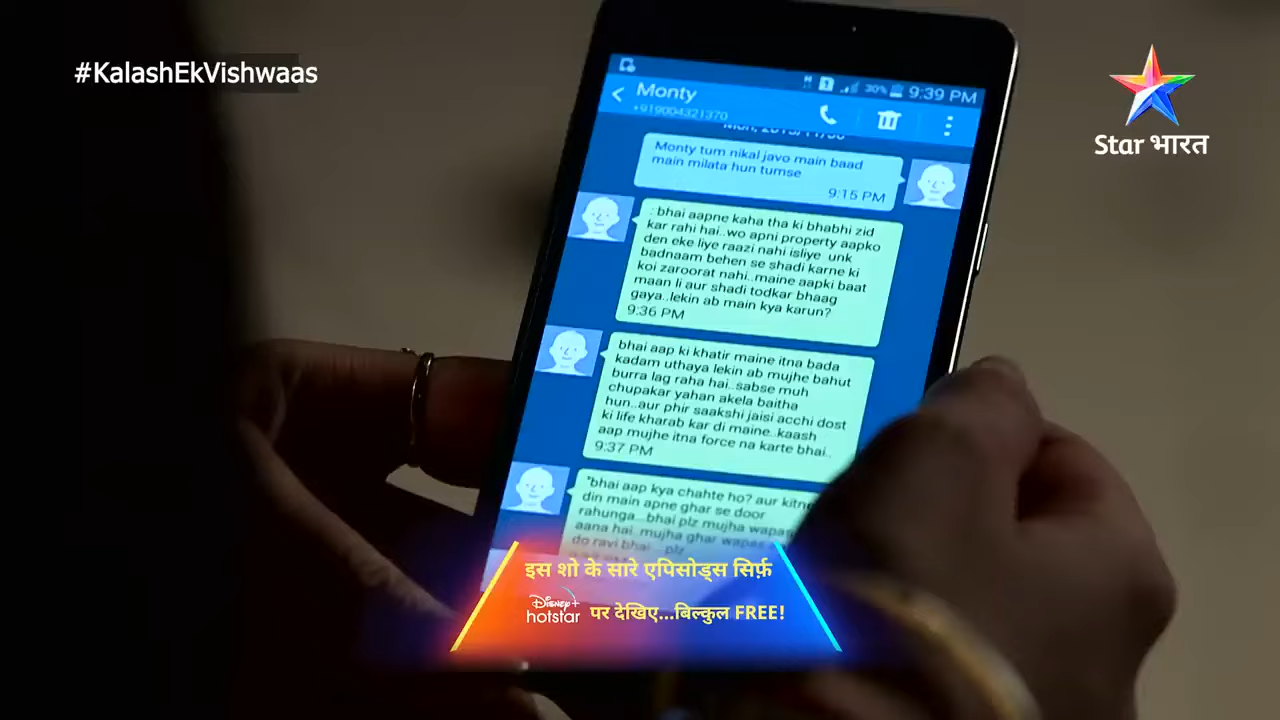 #KalashEkVishwaas
Star भारत
30% 9:39 PM
Monty
+919004321370
Monty tum nikal javo main baad
main milata hun tumse
9:15 PM
: bhai aapne kaha tha ki bhabhi zid
kar rahi hai..wo apni property aapko
den eke liye raazi nahi isliye unk
badnaam behen se shadi karne ki
koi zaroorat nahi..maine aapki baat
maan li aur shadi todkar bhaag
gaya..lekin ab main kya karun?
9:36 PM
bhai aap ki khatir maine itna bada
kadam uthaya lekin ab mujhe bahut
burra lag raha hai..sabse muh
chupakar yahan akela baitha
hun..aur phir saakshi jaisi acchi dost
ki life kharab kar di maine..kaash
aap mujhe itna force na karte bhai..
9:37 PM
"bhai aap kya chahte ho? aur kitne
din main apne ghar se door
rahunga...bhai plz mujha wapas
aana hai mujha ghar wapas
do ravi bhai plz
इस शो के सारे एपिसोड्स सिर्फ़
Disney+
hotstar पर देखिए...बिल्कुल FREE!